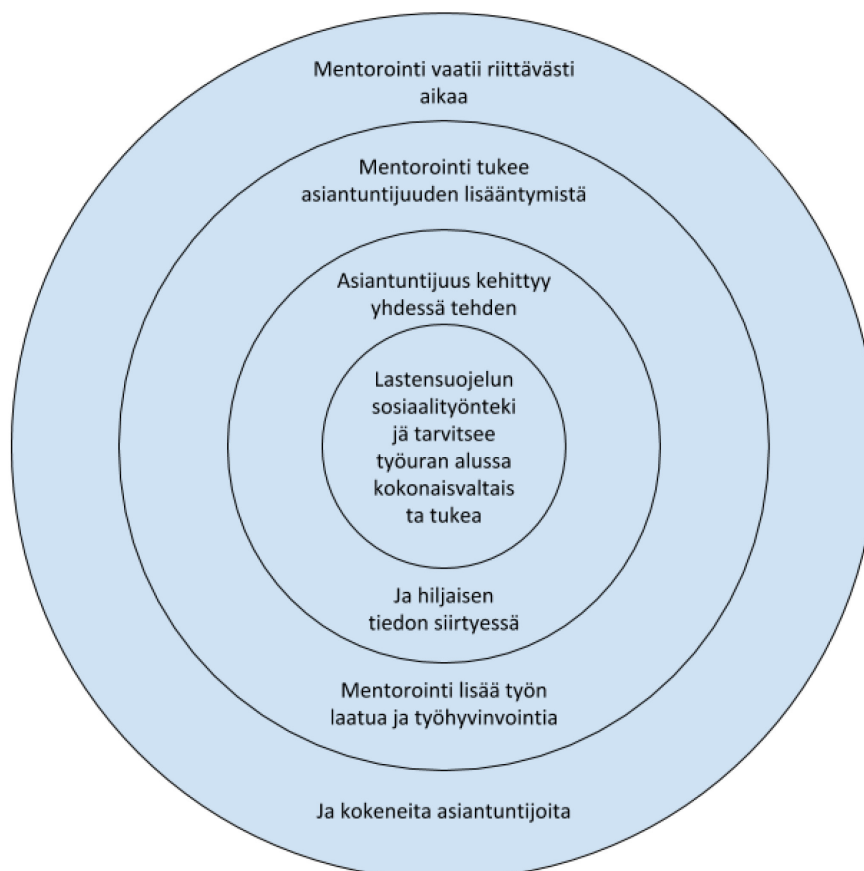 Mentorointi vaatii riittävästi
aikaa
Mentorointi tukee
asiantuntijuuden lisääntymistä
Asiantuntijuus kehittyy
yhdessä tehden
Lastensuojelun
sosiaalityönteki
jä tarvitsee
työuran alussa
kokonaisvaltais
ta tukea
Ja hiljaisen
tiedon siirtyessä
Mentorointi lisää työn
laatua ja työhyvinvointia
Ja kokeneita asiantuntijoita